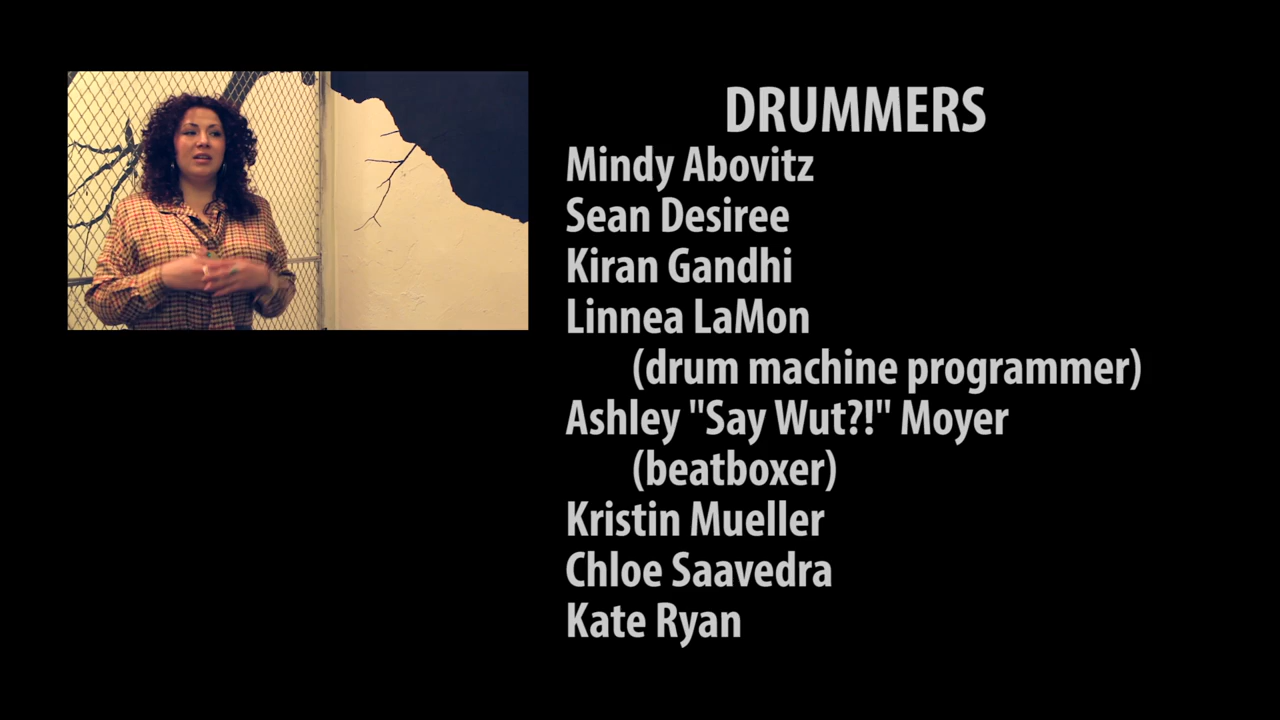 DRUMMERS
Mindy Abovitz
Sean Desiree
Kiran Gandhi
Linnea LaMon
(drum machine programmer)
Ashley "Say Wut?!" Moyer
(beatboxer)
Kristin Mueller
Chloe Saavedra
Kate Ryan